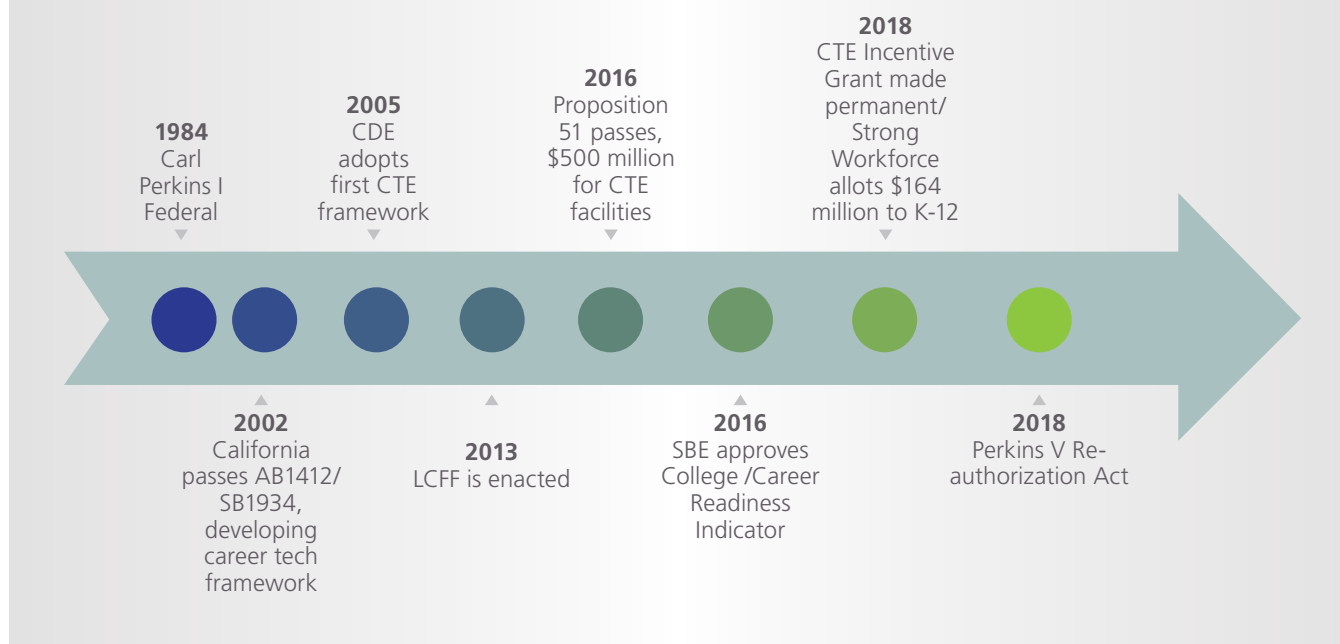 1984
Carl
Perkins I
Federal
2002
California
passes AB1412/
SB1934,
developing
career tech
framework
2005
CDE
adopts
first CTE
framework
2013
LCFF is enacted
2016
Proposition
51 passes,
$500 million
for CTE
facilities
2016
SBE approves
College /Career
Readiness
Indicator
2018
CTE Incentive
Grant made
permanent/
Strong
Workforce
allots $164
million to K-12
2018
Perkins V Re-
authorization Act